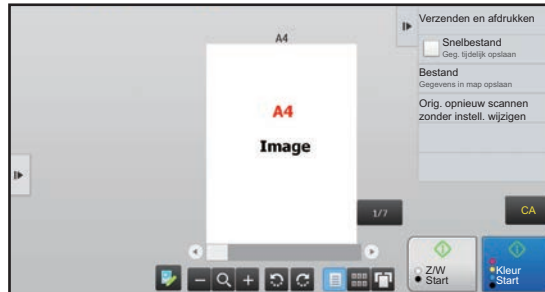 A4
A4
Image
1/7
Verzenden en afdrukken
Snelbestand
Geg. tijdelijk opslaan
Bestand
Gegevens in map opslaan
Orig. opnieuw scannen
zonder instell. wijzigen
CA
Z/W
Start
Kleur
Start